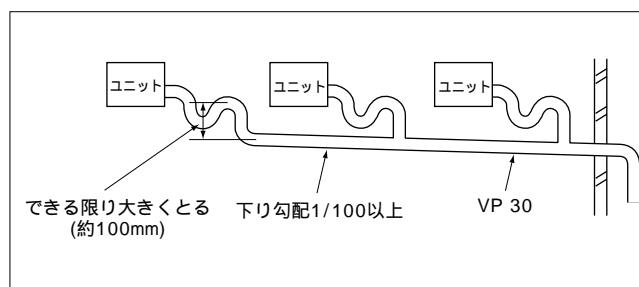 ユニット
ユニット
ユニット
できる限り大きくとる
(約100mm)
下り勾配1/100以上
VP 30